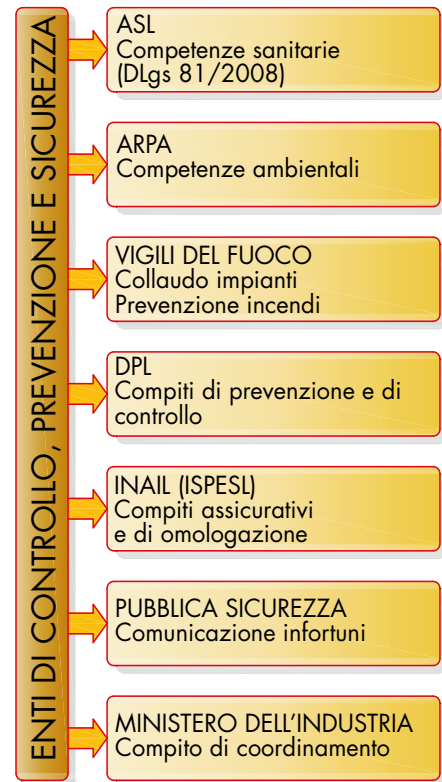 ENTI DI CONTROLLO, PREVENZIONE E SICUREZZA
ASL
Competenze sanitarie
(DLgs 81/2008)
ARPA
Competenze ambientali
VIGILI DEL FUOCO
Collaudo impianti
Prevenzione incendi
DPL
Compiti di prevenzione e di
controllo
INAIL (ISPESL)
Compiti assicurativi
e di omologazione
PUBBLICA SICUREZZA
Comunicazione infortuni
MINISTERO DELL'INDUSTRIA
Compito di coordinamento